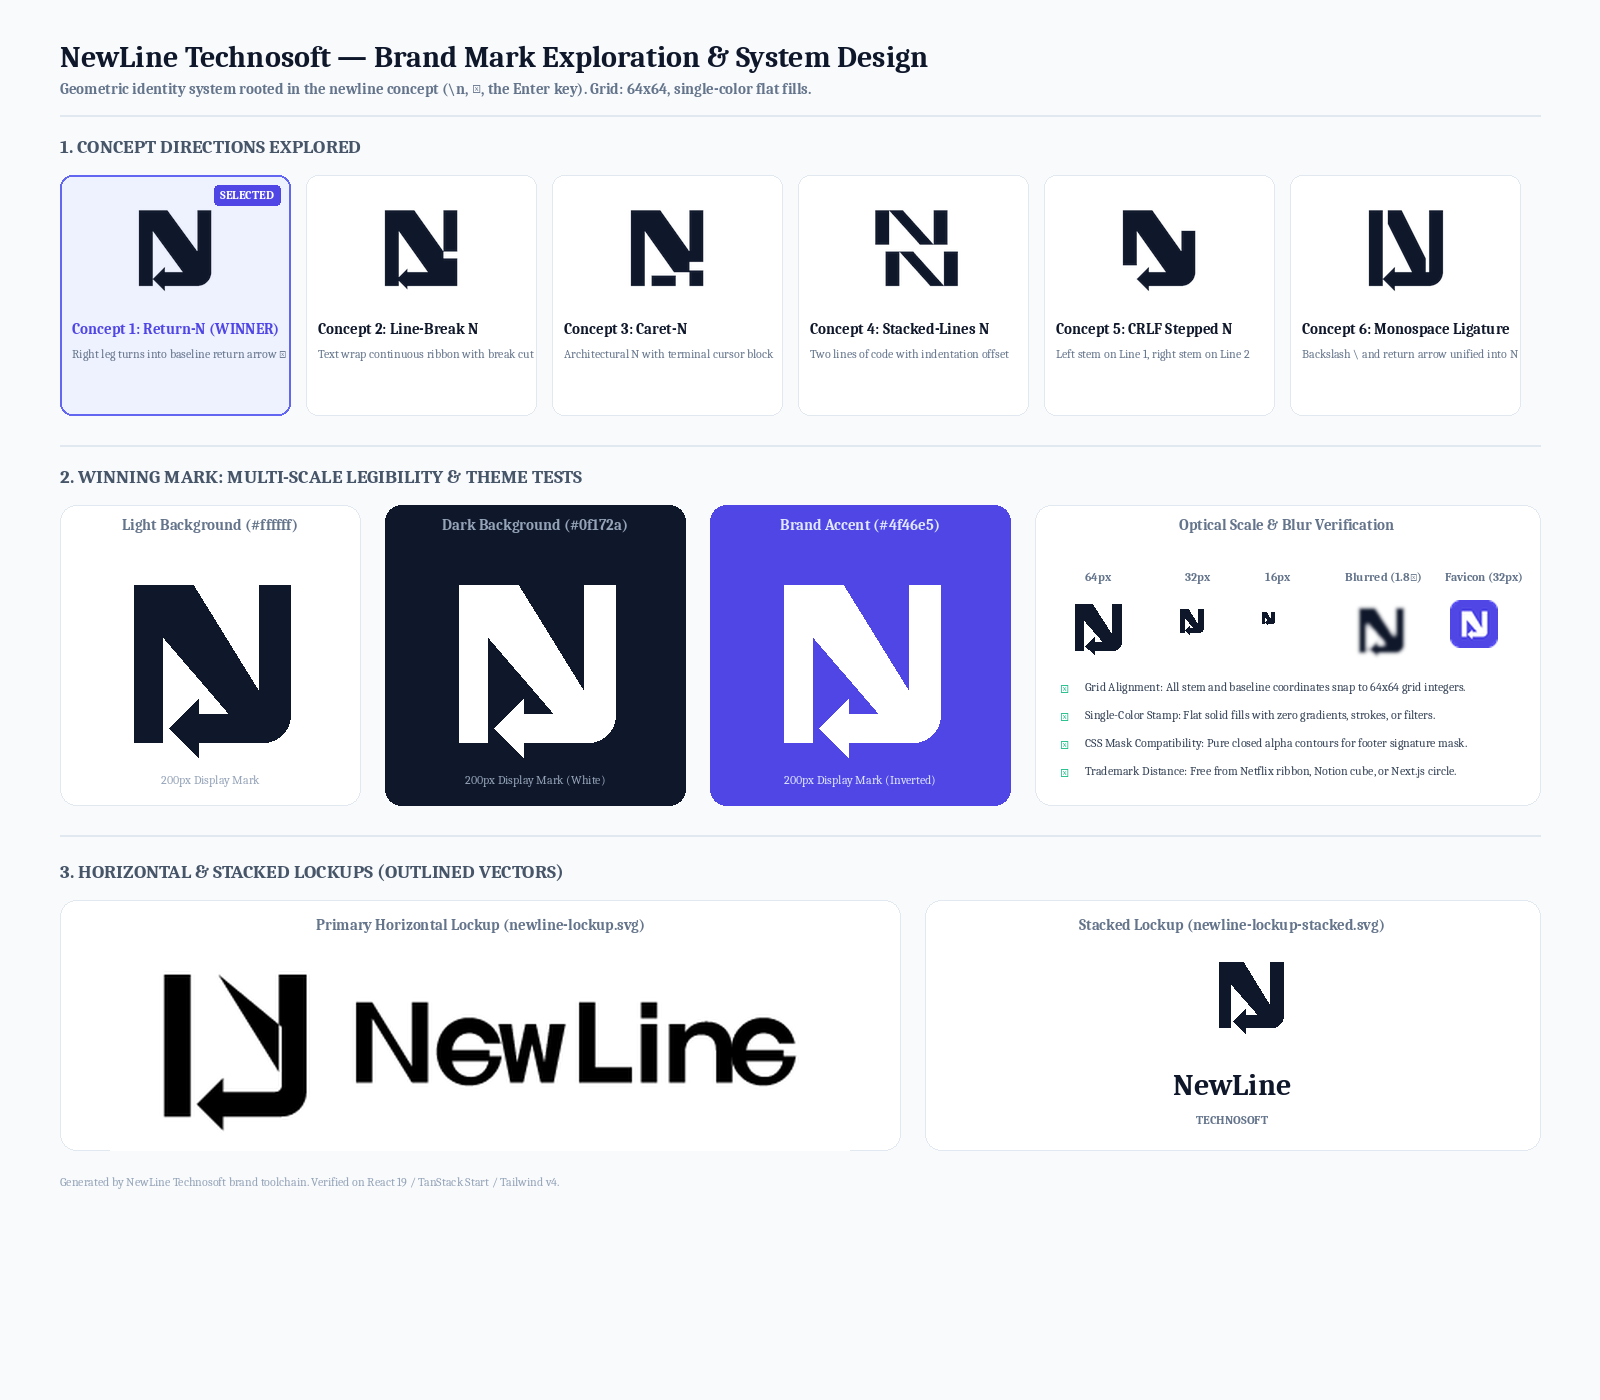 NewLine Technosoft — Brand Mark Exploration & System Design
Geometric identity system rooted in the newline concept (\n, , the Enter key). Grid: 64x64, single-color flat fills.
1. CONCEPT DIRECTIONS EXPLORED
SELECTED
Concept 1: Return-N (WINNER)
Right leg turns into baseline return arrow
Concept 2: Line-Break N
Text wrap continuous ribbon with break cut
Concept 3: Caret-N
Architectural N with terminal cursor block
Concept 4: Stacked-Lines N
Two lines of code with indentation offset
Concept 5: CRLF Stepped N
Left stem on Line 1, right stem on Line 2
Concept 6: Monospace Ligature
Backslash \ and return arrow unified into N
2. WINNING MARK: MULTI-SCALE LEGIBILITY & THEME TESTS
Light Background (#ffffff)
200px Display Mark
Dark Background (#0f172a)
200px Display Mark (White)
Brand Accent (#4f46e5)
200px Display Mark (Inverted)
Optical Scale & Blur Verification
64px 32px 16px Blurred (1.8) Favicon (32px)
Grid Alignment: All stem and baseline coordinates snap to 64x64 grid integers.
Single-Color Stamp: Flat solid fills with zero gradients, strokes, or filters.
CSS Mask Compatibility: Pure closed alpha contours for footer signature mask.
Trademark Distance: Free from Netflix ribbon, Notion cube, or Next.js circle.
3. HORIZONTAL & STACKED LOCKUPS (OUTLINED VECTORS)
Primary Horizontal Lockup (newline-lockup.svg)
NewLine
Stacked Lockup (newline-lockup-stacked.svg)
NewLine
TECHNOSOFT
Generated by NewLine Technosoft brand toolchain. Verified on React 19 / TanStack Start / Tailwind v4.